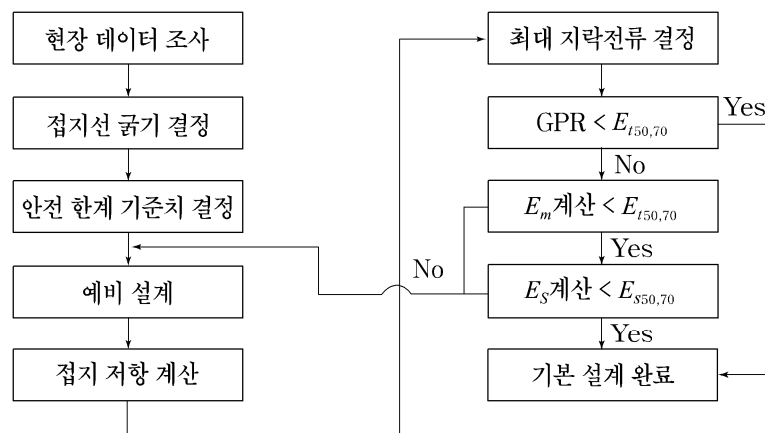 현장 데이터 조사
접지선 굵기 결정
안전 한계 기준치 결정
예비 설계
접지 저항 계산
최대 지락전류 결정
GPR < E_{t50,70}
Yes
No
E_m계산 < E_{t50,70}
Yes
No
E_S계산 < E_{s50,70}
Yes
기본 설계 완료